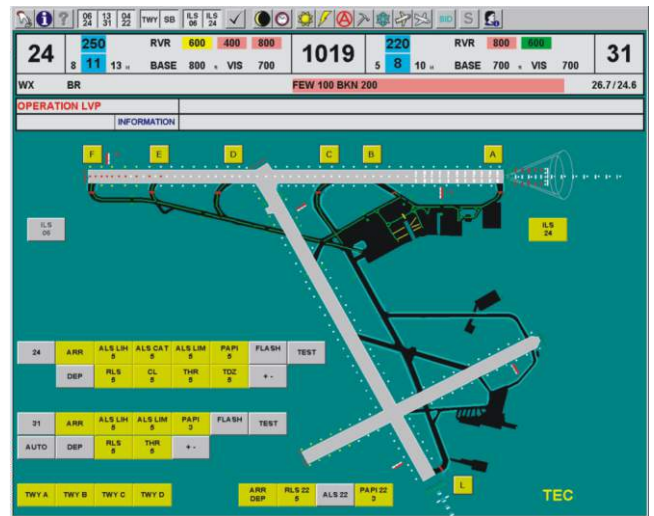 06 13 04 TWY SB ILS ILS BID S
24 31 22 06 24
24 250 RVR 600 400 800 1019 220 RVR 800 600 31
8 11 13 BASE 800 VIS 700 5 8 10 BASE 700 VIS 700
WX BR FEW 100 BKN 200 26.7/24.6
OPERATION LVP
INFORMATION
F E D C B A
ILS 06
ILS 24
24 ARR ALS LIH 5 ALS CAT 5 ALS LIM 5 PAPI 5 FLASH TEST
DEP RLS 5 CL 5 THR 5 TDZ 5 + -
31 ARR ALS LIH 5 ALS LIM 5 PAPI 3 FLASH TEST
AUTO DEP RLS 5 THR 5 + -
TWY A TWY B TWY C TWY D ARR DEP RLS 22 5 ALS 22 PAPI 22 3 L TEC